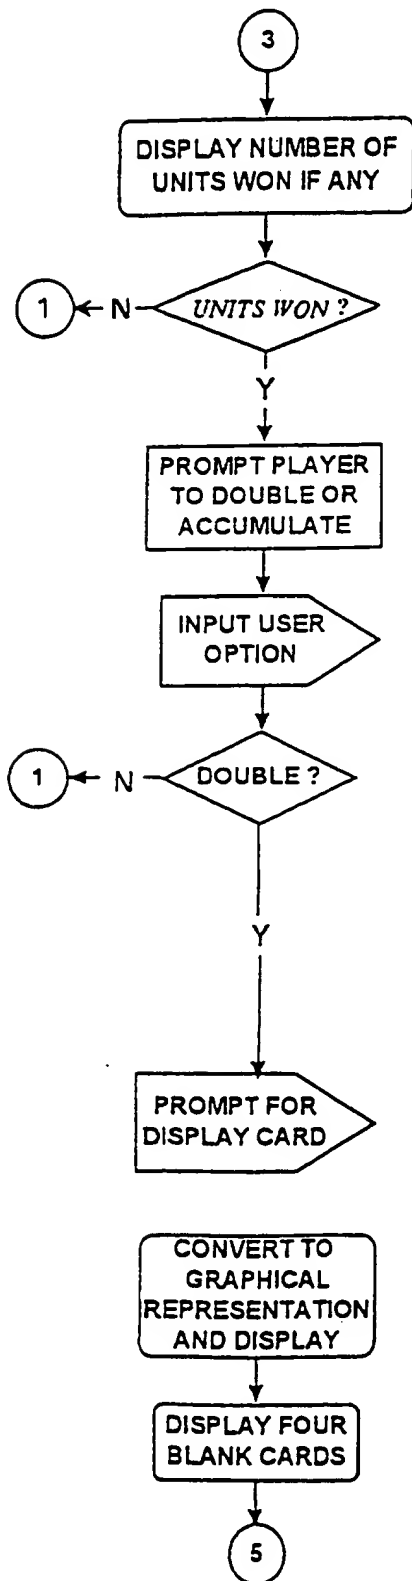 3
DISPLAY NUMBER OF
UNITS WON IF ANY
1
N
UNITS WON ?
Y
PROMPT PLAYER
TO DOUBLE OR
ACCUMULATE
INPUT USER
OPTION
1
N
DOUBLE ?
Y
PROMPT FOR
DISPLAY CARD
CONVERT TO
GRAPHICAL
REPRESENTATION
AND DISPLAY
DISPLAY FOUR
BLANK CARDS
5